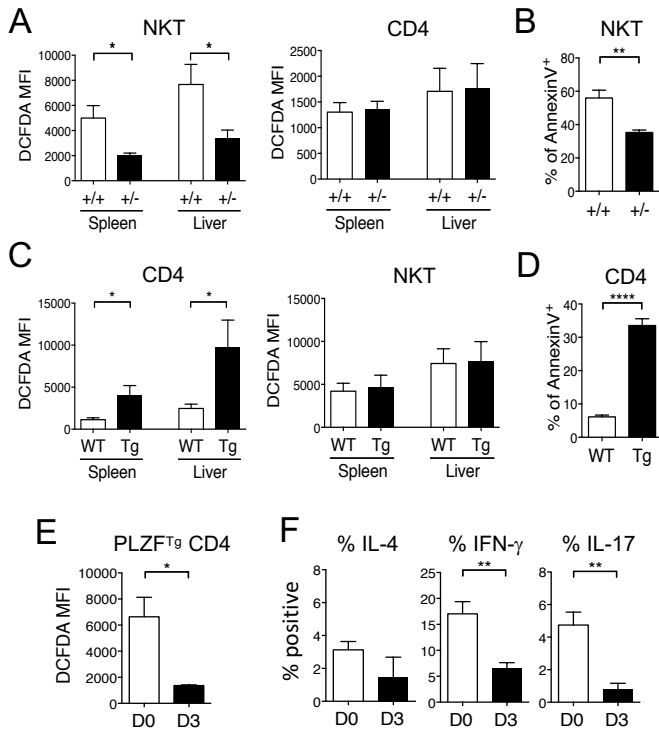 A
NKT
CD4
DCFDA MFI
10000
8000
6000
4000
2000
0
*
*
+/+ +/- +/+ +/-
Spleen Liver
DCFDA MFI
2500
2000
1500
1000
500
0
+/+ +/- +/+ +/-
Spleen Liver
B
NKT
% of AnnexinV+
80
60
40
20
0
**
+/+ +/-
C
CD4
DCFDA MFI
15000
10000
5000
0
*
*
WT Tg WT Tg
Spleen Liver
NKT
DCFDA MFI
15000
10000
5000
0
WT Tg WT Tg
Spleen Liver
D
CD4
% of AnnexinV+
40
30
20
10
0
****
WT Tg
E
PLZFTg CD4
DCFDA MFI
10000
8000
6000
4000
2000
0
*
D0 D3
F
% IL-4
% positive
8
6
4
2
0
D0 D3
% IFN-γ
25
20
15
10
5
0
**
D0 D3
% IL-17
8
6
4
2
0
**
D0 D3